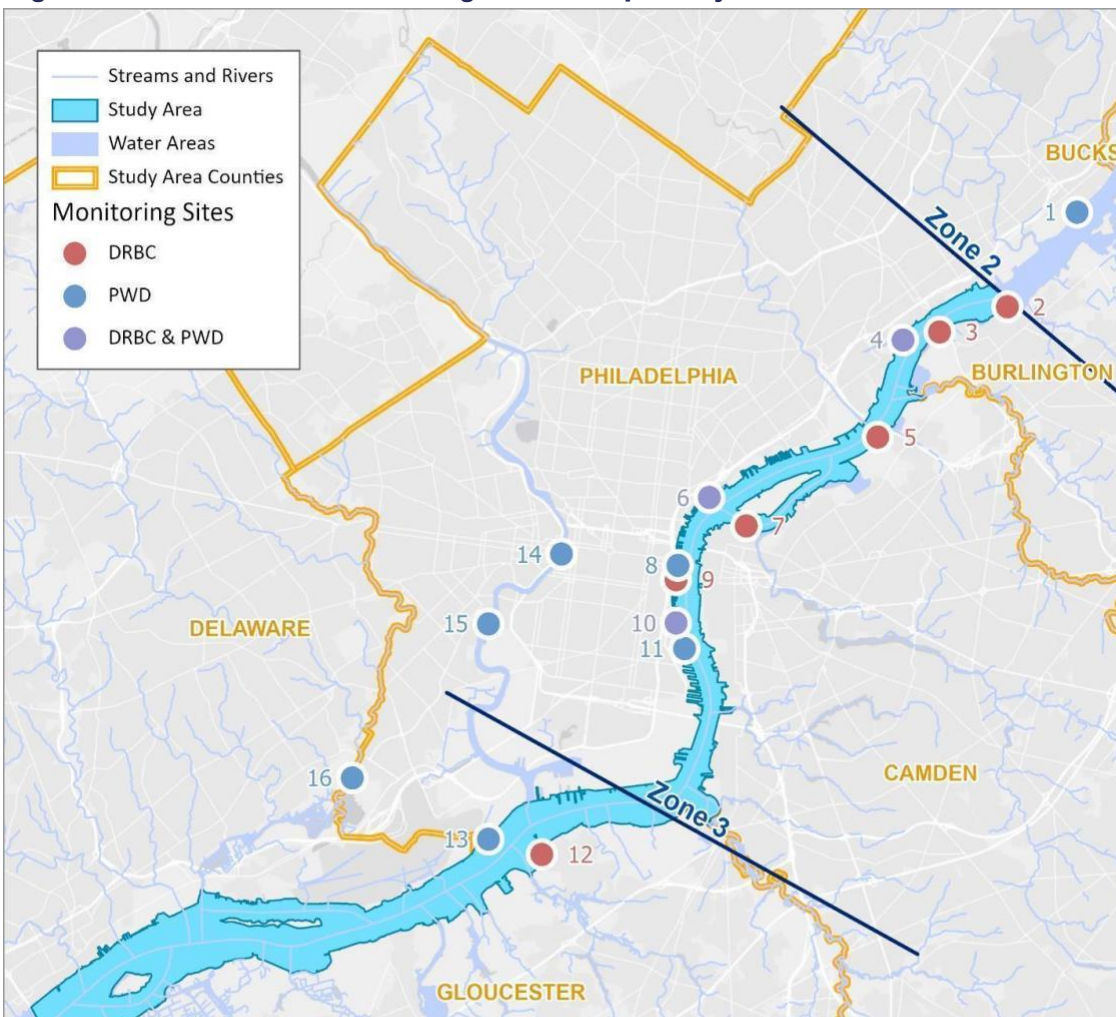 Streams and Rivers
Study Area
Water Areas
Study Area Counties
Monitoring Sites
DRBC
PWD
DRBC & PWD
BUCKS
1
Zone 2
2
3
4
PHILADELPHIA
BURLINGTON
5
6
7
14
8
9
DELAWARE
15
10
11
16
CAMDEN
Zone 3
13
12
GLOUCESTER